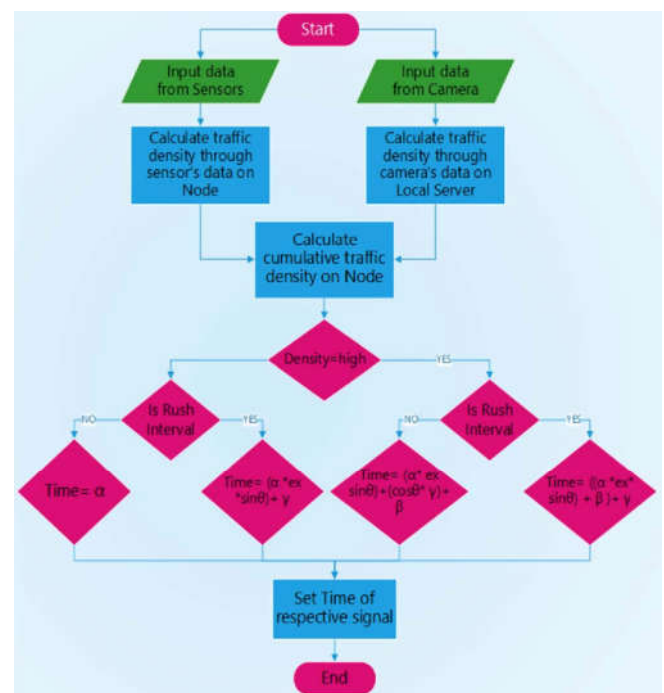 Start
Input data
from Sensors
Input data
from Camera
Calculate traffic
density through
sensor's data on
Node
Calculate traffic
density through
camera's data on
Local Server
Calculate
cumulative traffic
density on Node
Density=high
YES
Is Rush
Interval
Is Rush
Interval
NO
YES
NO
YES
Time= α
Time= (α *ex
*sinθ)+ γ
Time= (α* ex*
sinθ)+(cosθ* γ)+
β
Time= ((α *ex*
sinθ) + β )+ γ
Set Time of
respective signal
End